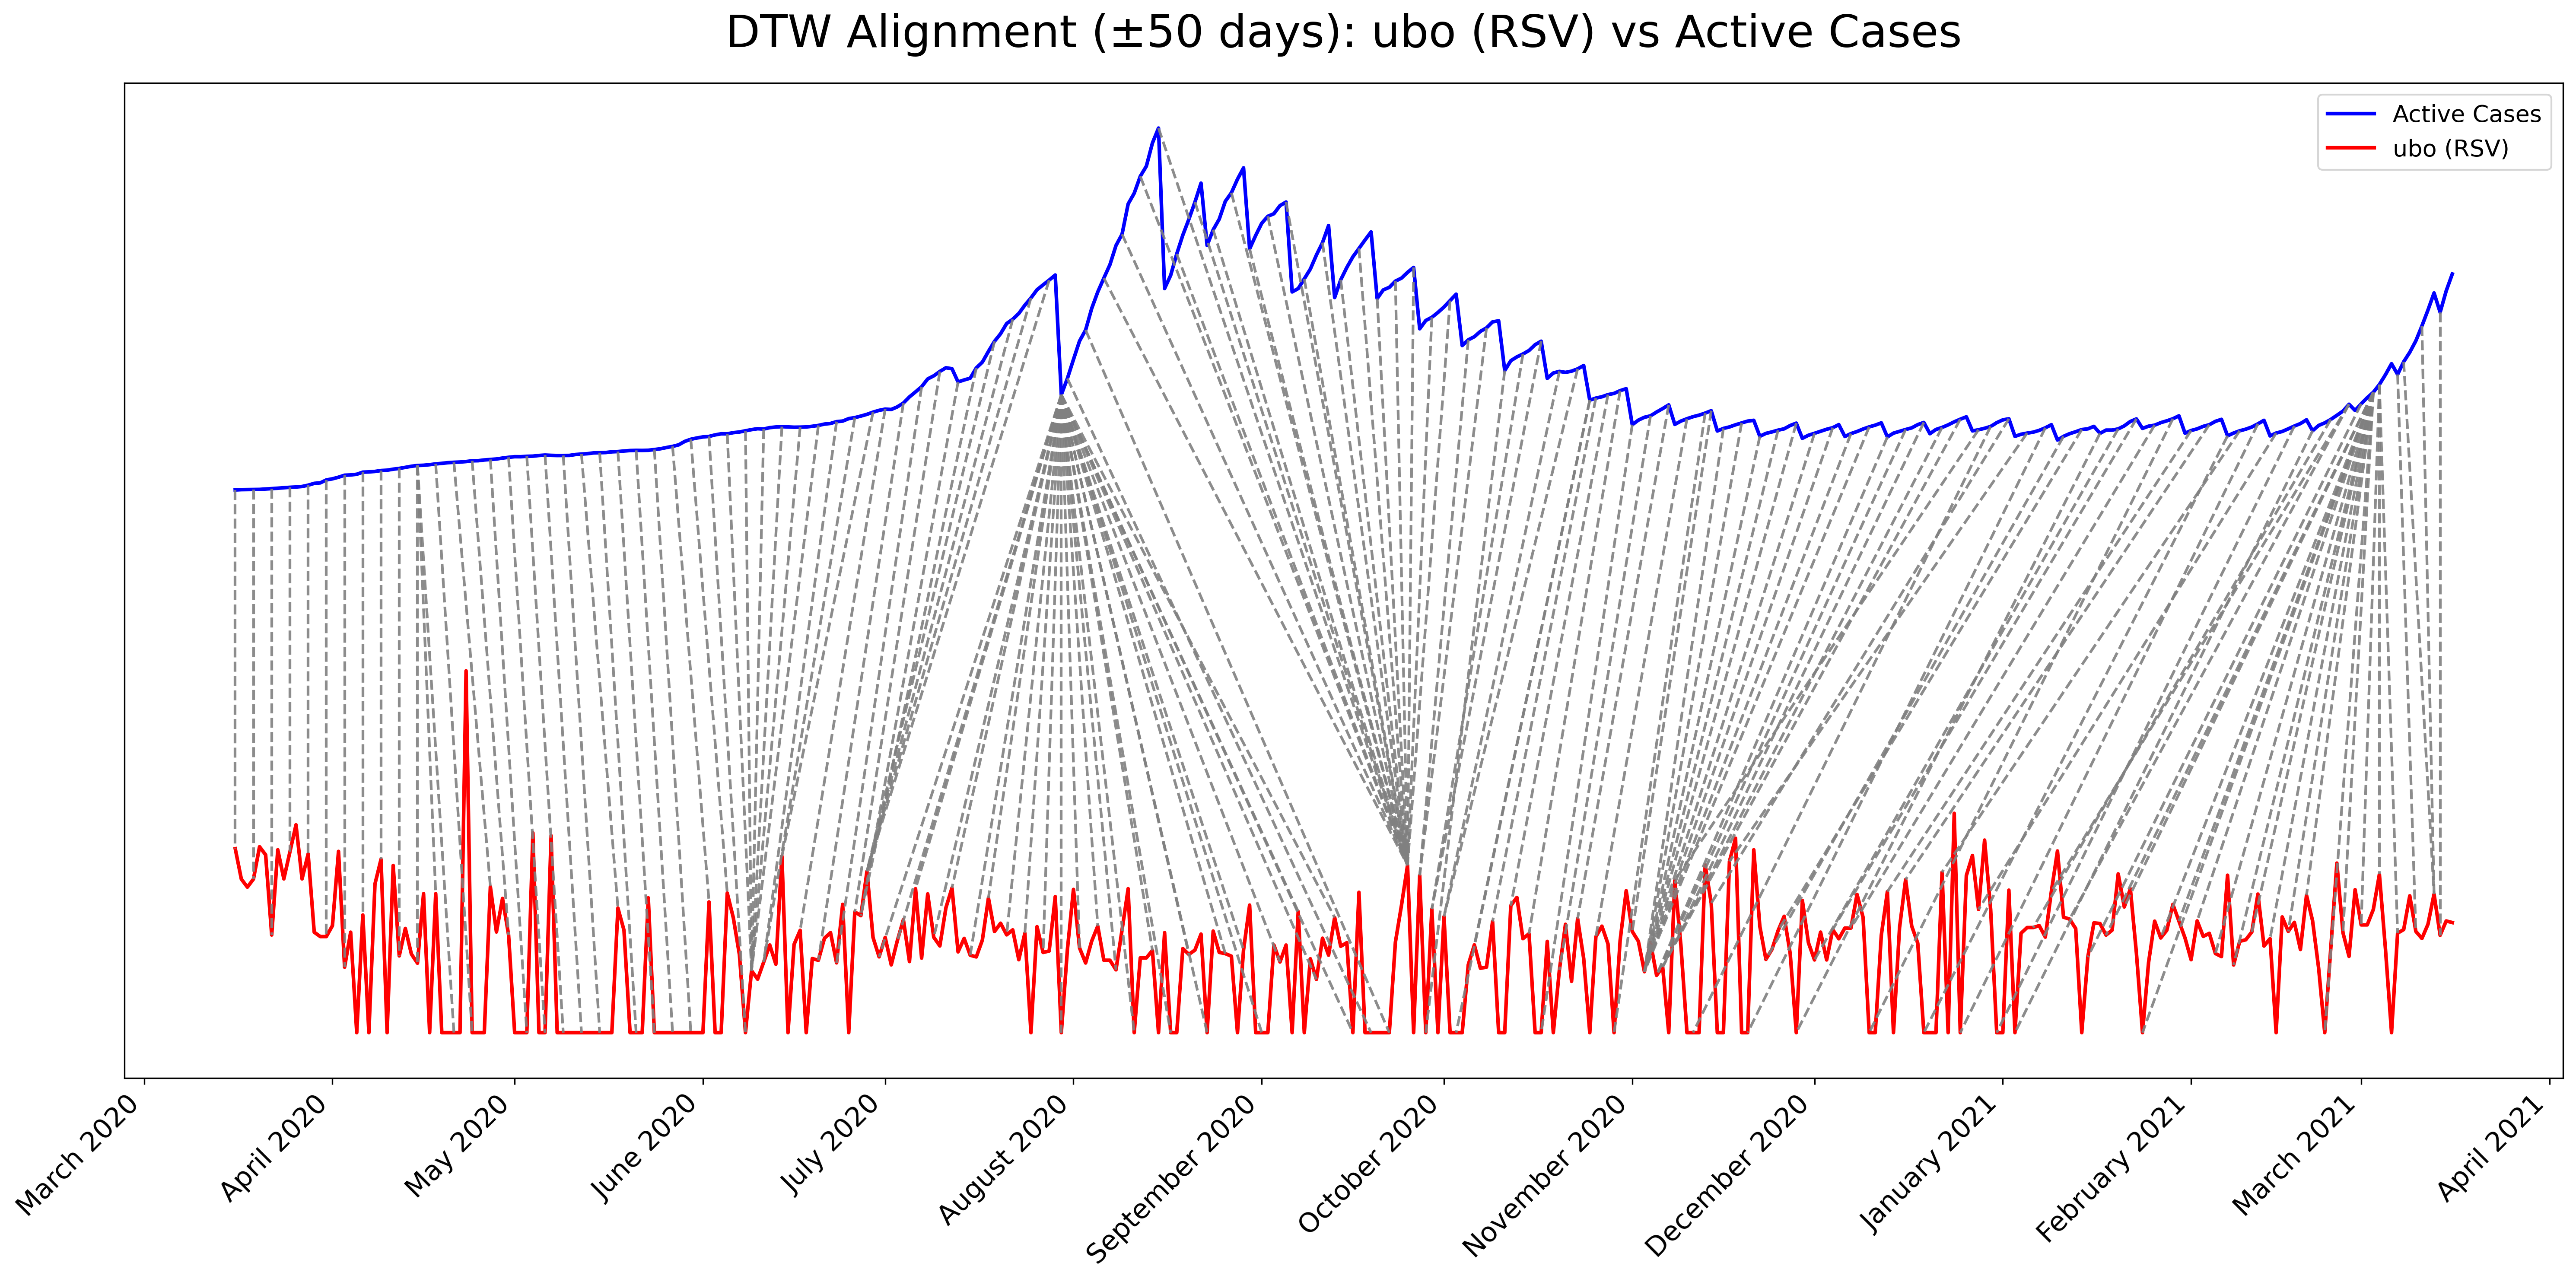 DTW Alignment (±50 days): ubo (RSV) vs Active Cases
Active Cases
ubo (RSV)
March 2020
April 2020
May 2020
June 2020
July 2020
August 2020
September 2020
October 2020
November 2020
December 2020
January 2021
February 2021
March 2021
April 2021